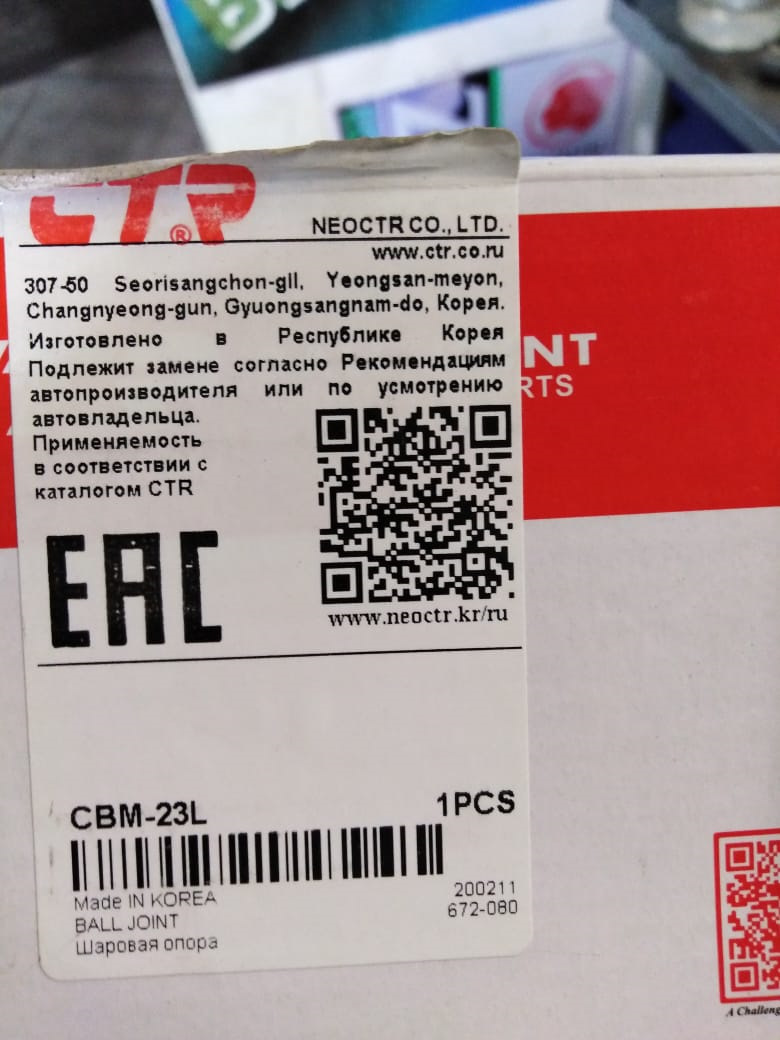 CTR®
NEOCTR CO., LTD.
www.ctr.co.ru
307-50 Seorisangchon-gil, Yeongsan-meyon,
Changnyeong-gun, Gyuongsangnam-do, Корея.
Изготовлено в Республике Корея
Подлежит замене согласно Рекомендациям
автопроизводителя или по усмотрению
автовладельца.
Применяемость
в соответствии с
каталогом CTR
NT
RTS
EAC
www.neoctr.kr/ru
CBM-23L
1PCS
Made IN KOREA
BALL JOINT
Шаровая опора
200211
672-080
A Challeng